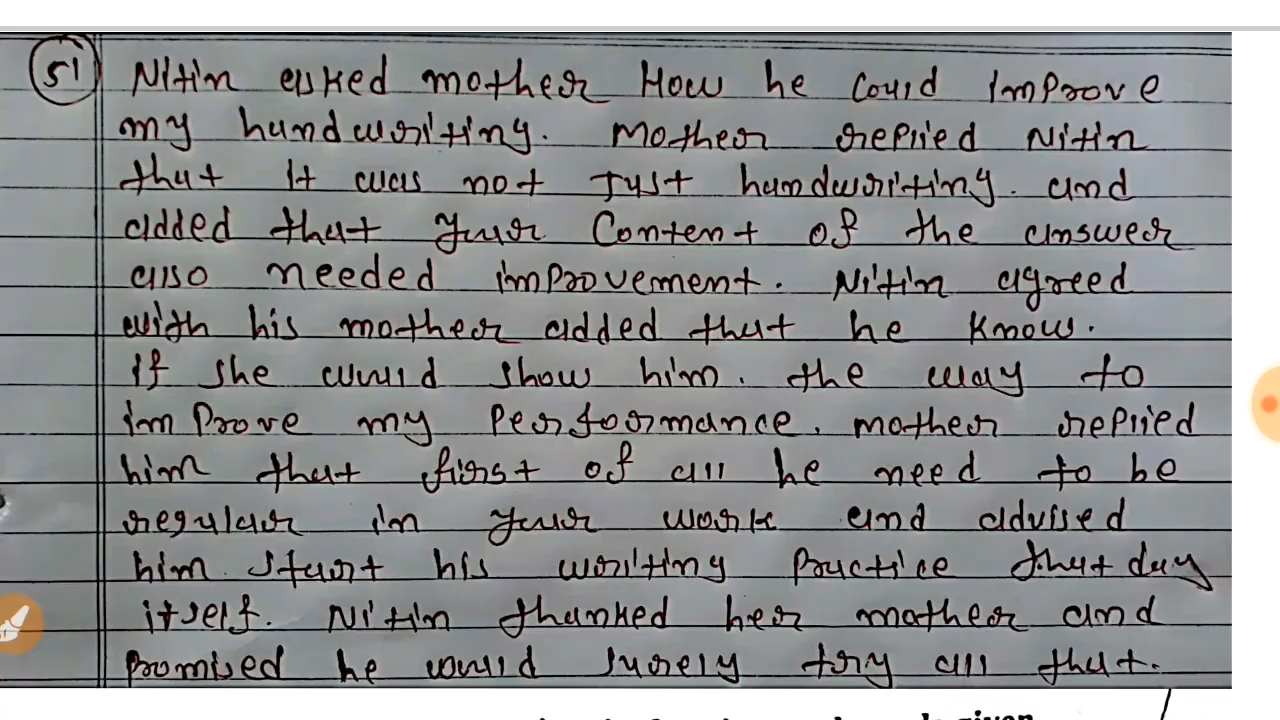 51 Nitin asked mother How he could improve
my handwriting. Mother replied Nitin
that it was not just handwriting. and
added that your Content of the answer
also needed improvement. Nitin agreed
with his mother added that he know.
if she would show him. the way to
improve my Performance. mother replied
him that first of all he need to be
regular in your work and advised
him start his writing Practice that day
itself. Nitin thanked her mother and
Promised he would surely try all that.